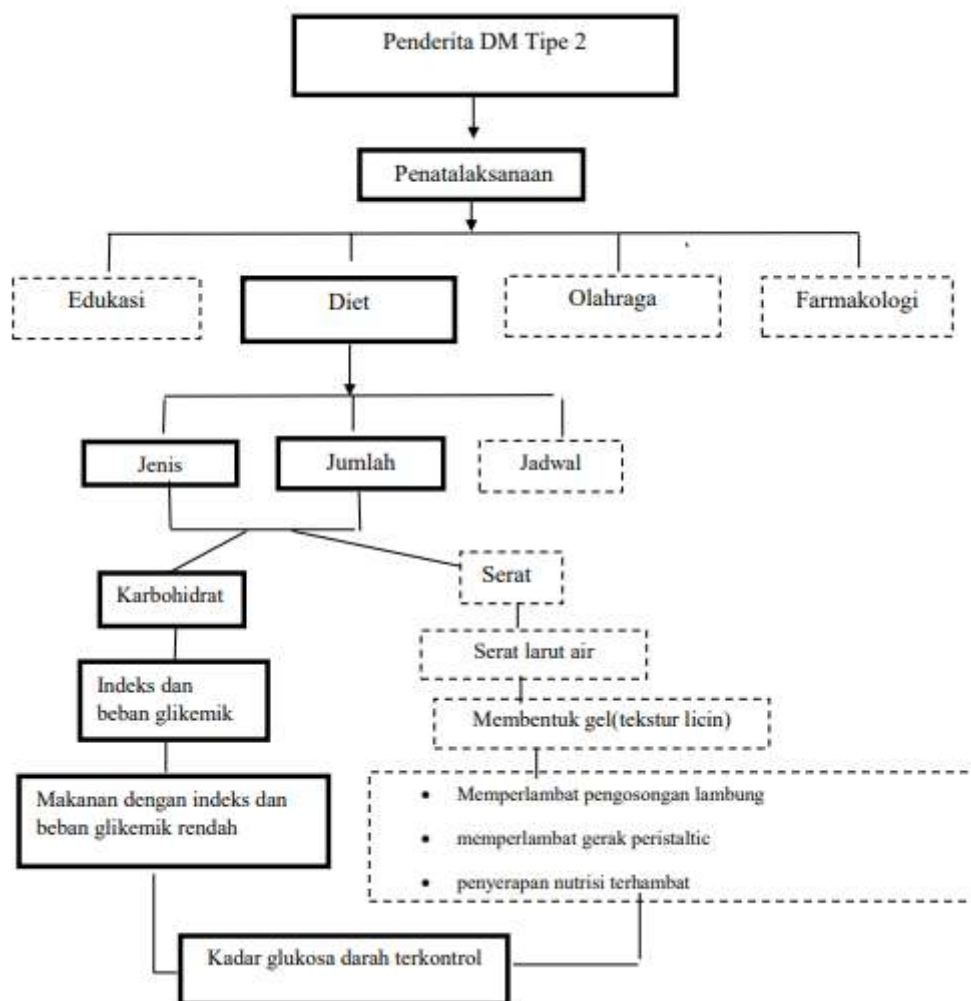 Penderita DM Tipe 2
Penatalaksanaan
Edukasi
Diet
Olahraga
Farmakologi
Jenis
Jumlah
Jadwal
Karbohidrat
Serat
Serat larut air
Indeks dan
beban glikemik
Membentuk gel(tekstur licin)
Makanan dengan indeks dan
beban glikemik rendah
• Memperlambat pengosongan lambung
• memperlambat gerak peristaltic
• penyerapan nutrisi terhambat
Kadar glukosa darah terkontrol